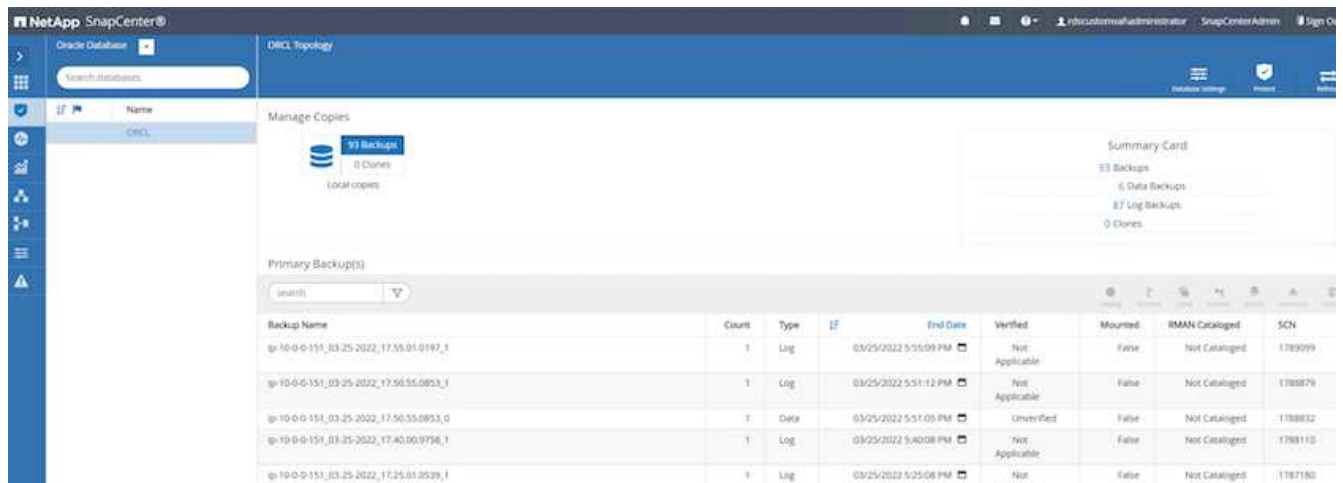 NetApp SnapCenter®
rdscustomvalvadministrator SnapCenterAdmin Sign Ou
Oracle Database
ORCL Topology
Search databases
Database Settings
Protect
Name
ORCL
Manage Copies
93 Backups
0 Clones
Local copies
Summary Card
93 Backups
6 Data Backups
87 Log Backups
0 Clones
Primary Backup(s)
search
Backup Name Count Type End Date Verified Mounted RMAN Cataloged SCN
ip-10-0-0-151_03-25-2022_17.55.01.0197_1 1 Log 03/25/2022 5:55:09 PM Not Applicable False Not Cataloged 1789099
ip-10-0-0-151_03-25-2022_17.50.55.0853_1 1 Log 03/25/2022 5:51:12 PM Not Applicable False Not Cataloged 1788879
ip-10-0-0-151_03-25-2022_17.50.55.0853_0 1 Data 03/25/2022 5:51:05 PM Unverified False Not Cataloged 1788832
ip-10-0-0-151_03-25-2022_17.40.00.9758_1 1 Log 03/25/2022 5:40:08 PM Not Applicable False Not Cataloged 1788110
ip-10-0-0-151_03-25-2022_17.25.01.0539_1 1 Log 03/25/2022 5:25:08 PM Not False Not Cataloged 1787180